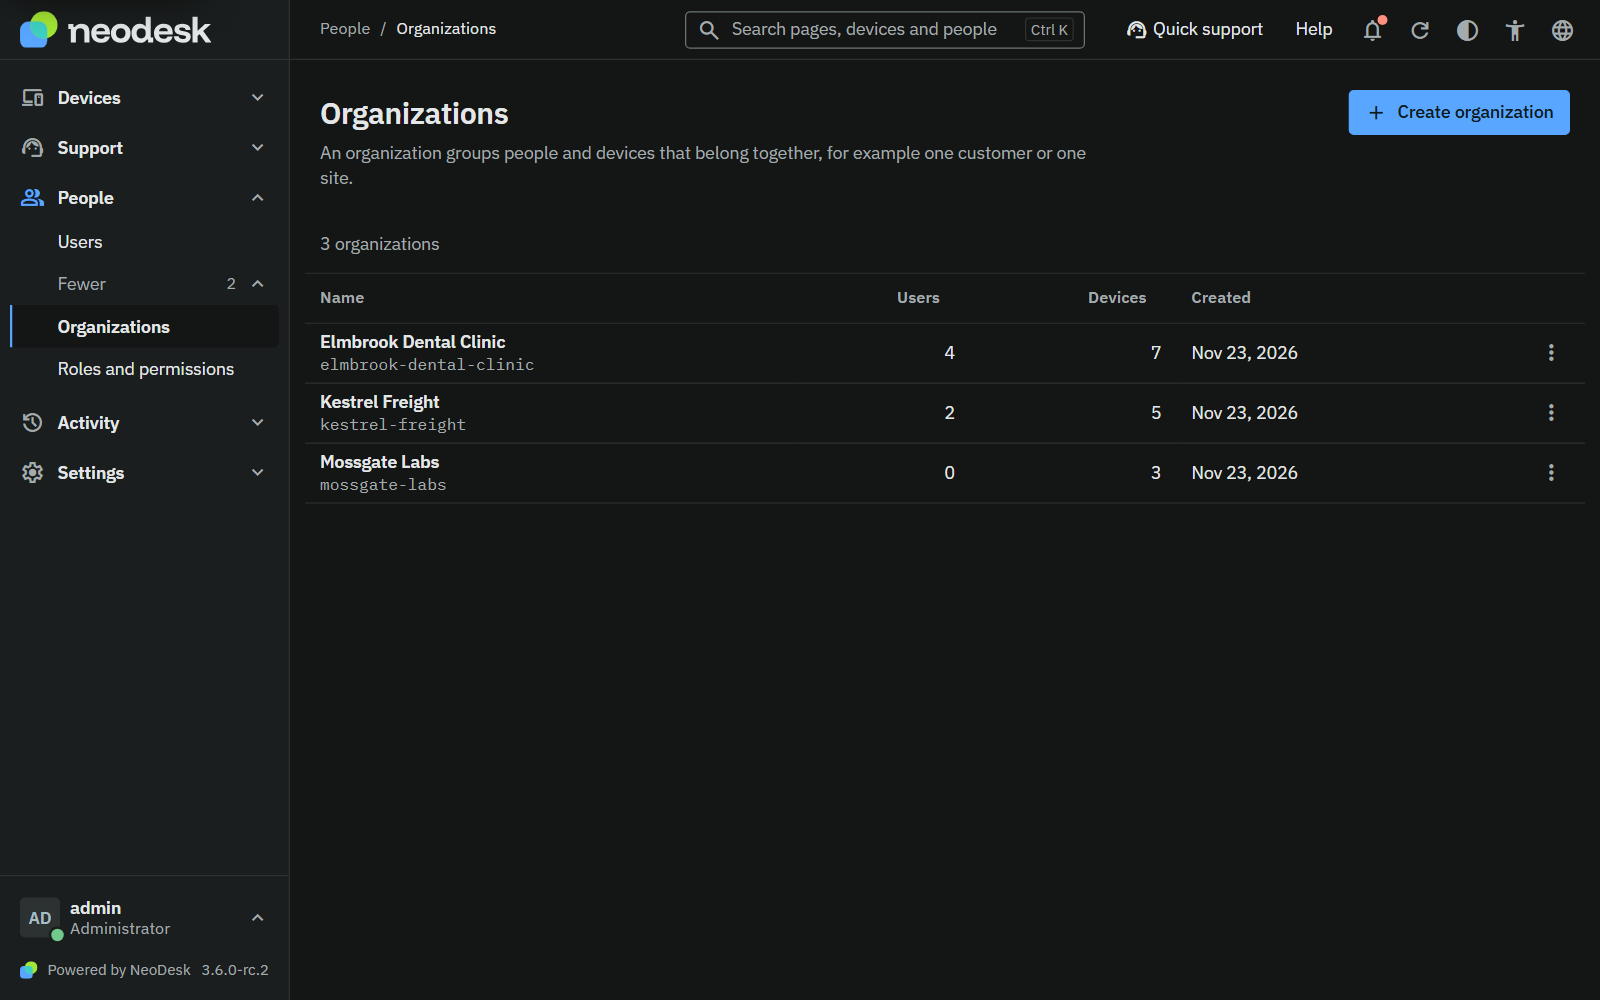 neodesk
People / Organizations
Search pages, devices and people
Ctrl K
Quick support
Help
Devices
Support
People
Users
Fewer 2
Organizations
Roles and permissions
Activity
Settings
Organizations
Create organization
An organization groups people and devices that belong together, for example one customer or one
site.
3 organizations
Name Users Devices Created
Elmbrook Dental Clinic
elmbrook-dental-clinic
4 7 Nov 23, 2026
Kestrel Freight
kestrel-freight
2 5 Nov 23, 2026
Mossgate Labs
mossgate-labs
0 3 Nov 23, 2026
AD
admin
Administrator
Powered by NeoDesk 3.6.0-rc.2